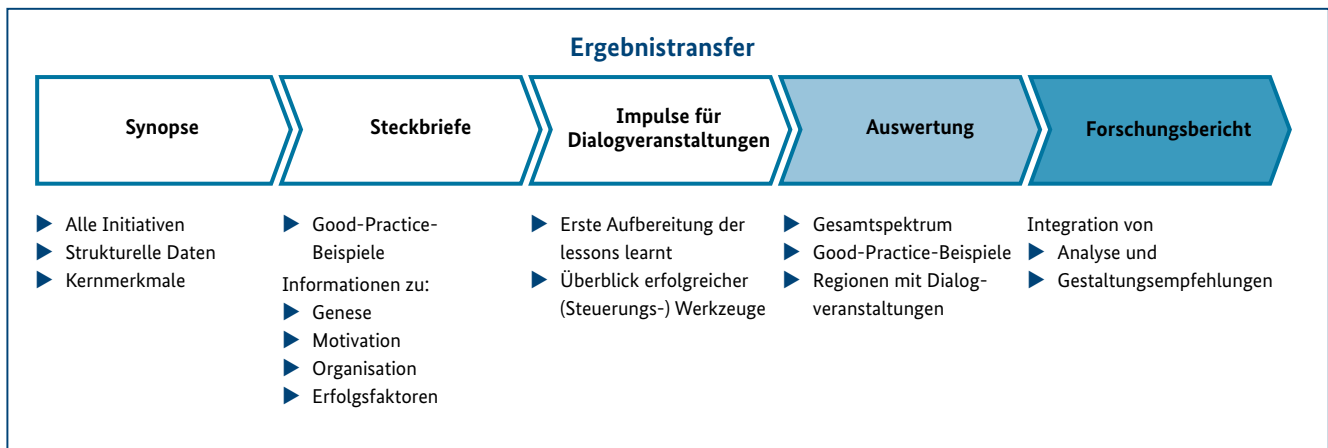 Ergebnistransfer
Synopse
Steckbriefe
Impulse für
Dialogveranstaltungen
Auswertung
Forschungsbericht
Alle Initiativen
Strukturelle Daten
Kernmerkmale
Good-Practice-
Beispiele
Informationen zu:
Genese
Motivation
Organisation
Erfolgsfaktoren
Erste Aufbereitung der
lessons learnt
Überblick erfolgreicher
(Steuerungs-) Werkzeuge
Gesamtspektrum
Good-Practice-Beispiele
Regionen mit Dialog-
veranstaltungen
Integration von
Analyse und
Gestaltungsempfehlungen